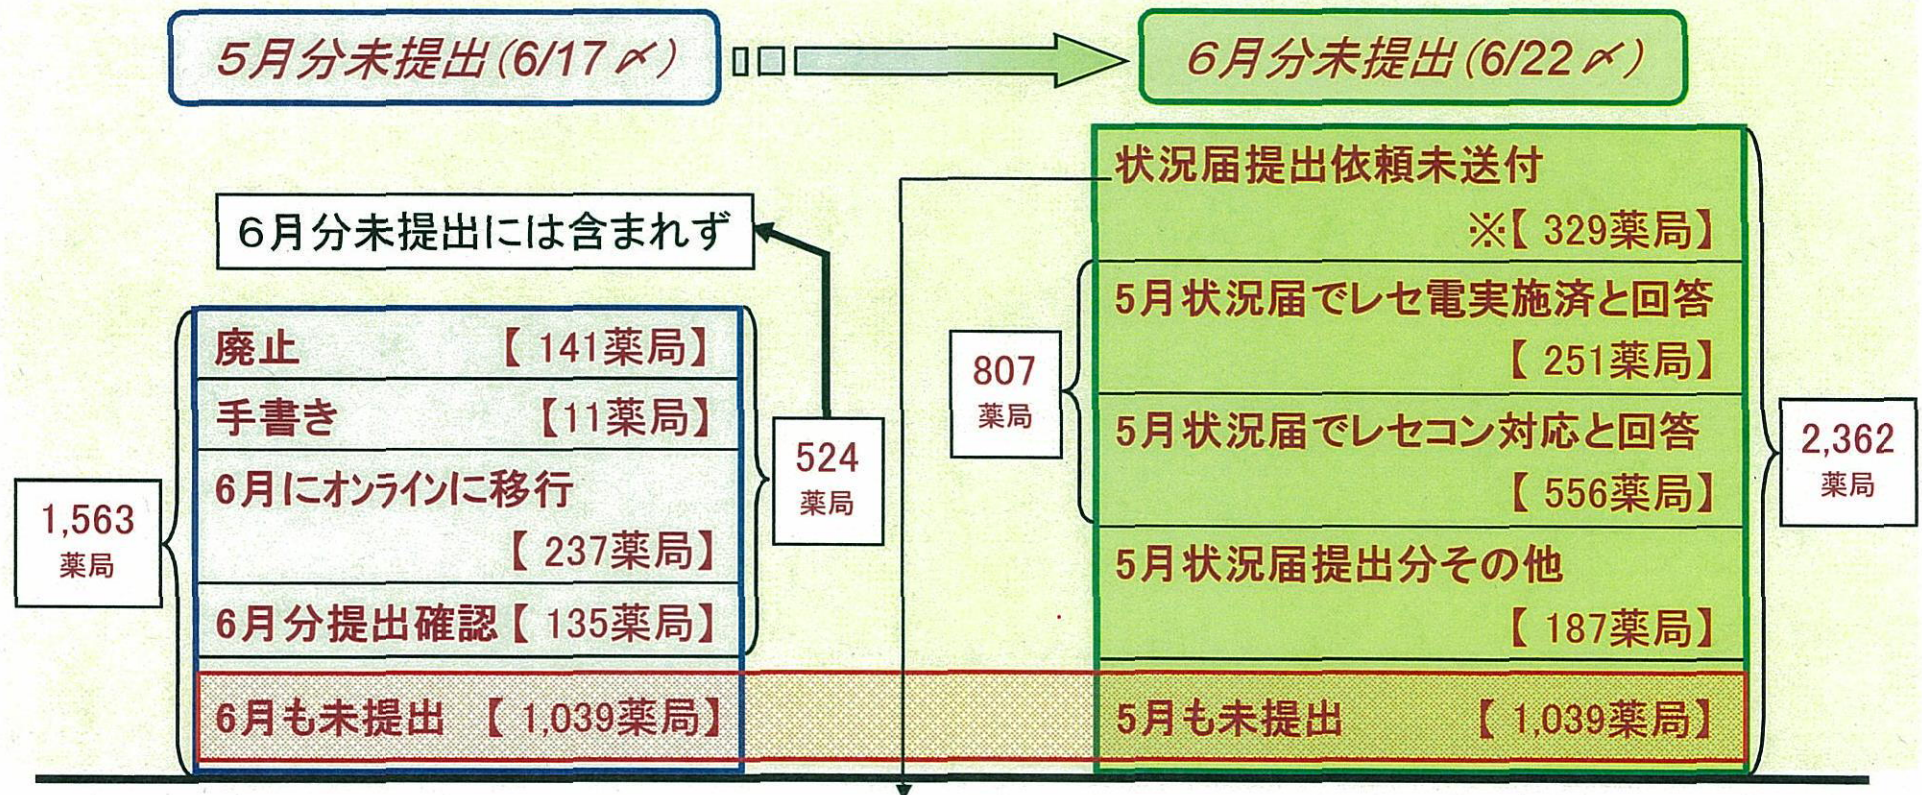 5月分未提出(6/17〆)
6月分未提出(6/22〆)
6月分未提出には含まれず
1,563
薬局
廃止 【 141薬局】
手書き 【11薬局】
6月にオンラインに移行
【 237薬局】
6月分提出確認【 135薬局】
6月も未提出 【 1,039薬局】
524
薬局
807
薬局
状況届提出依頼未送付
※【 329薬局】
5月状況届でレセ電実施済と回答
【 251薬局】
5月状況届でレセコン対応と回答
【 556薬局】
5月状況届提出分その他
【 187薬局】
5月も未提出 【 1,039薬局】
2,362
薬局